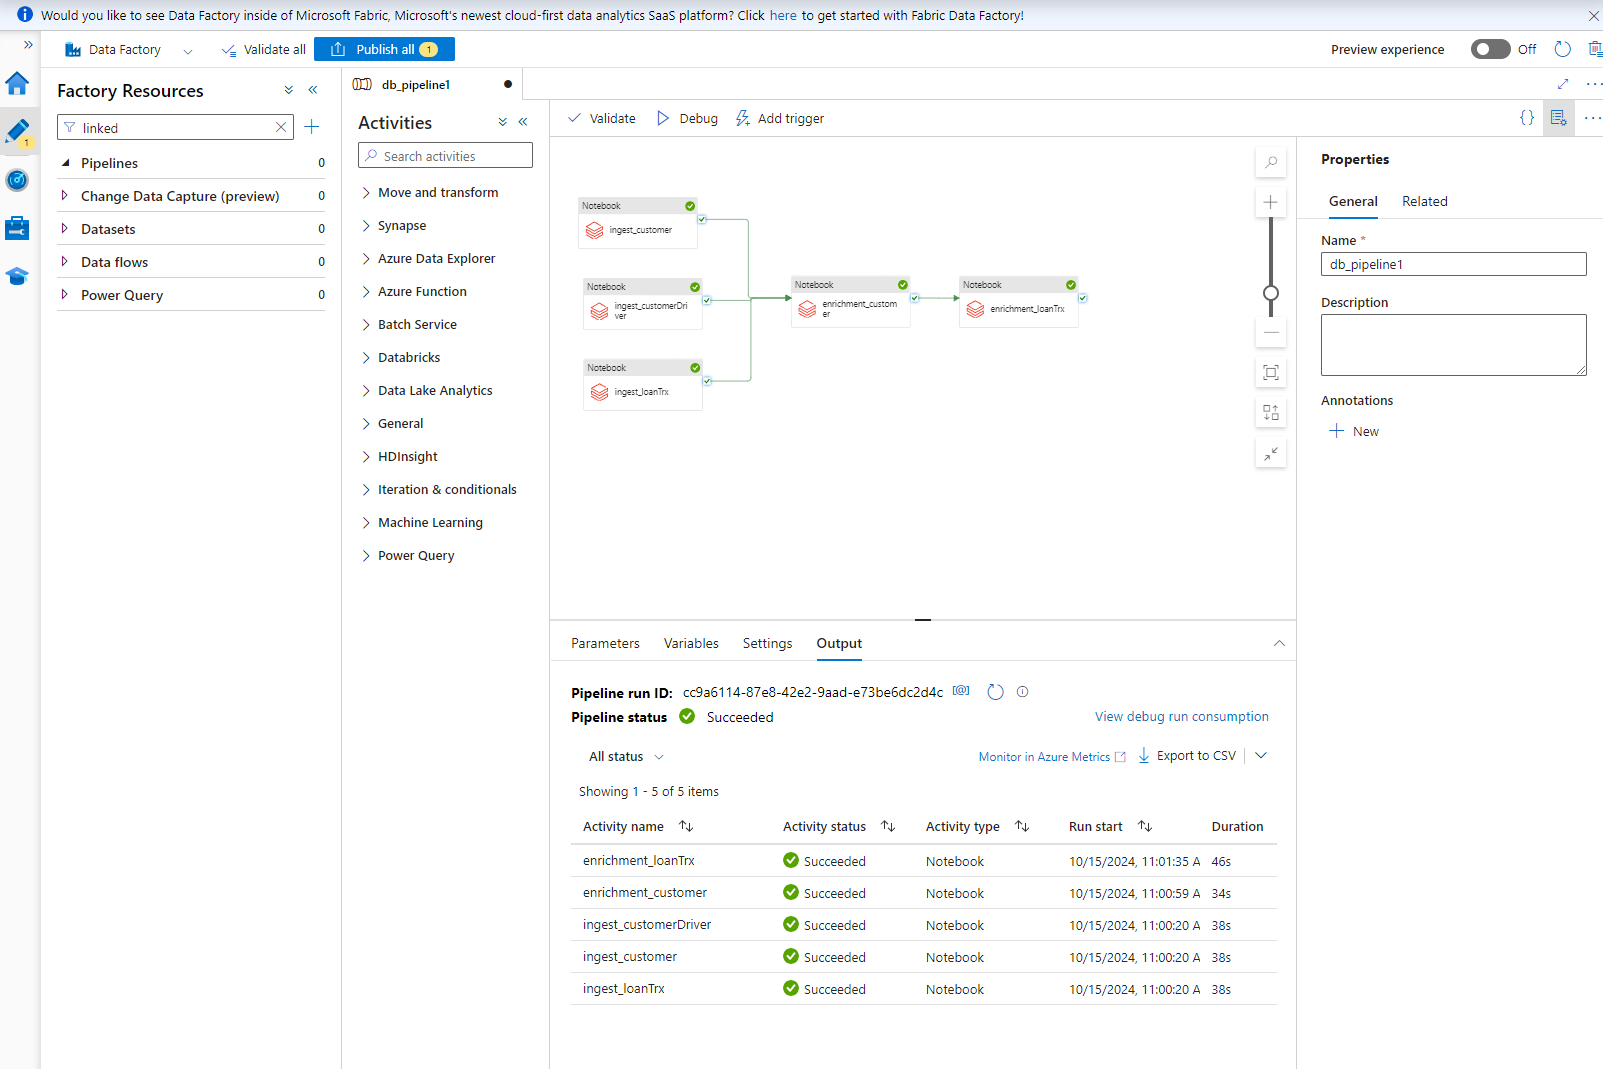 Would you like to see Data Factory inside of Microsoft Fabric, Microsoft's newest cloud-first data analytics SaaS platform? Click here to get started with Fabric Data Factory!
Data Factory
Validate all
Publish all 1
Preview experience
Off
1
Factory Resources
linked
Pipelines 0
Change Data Capture (preview) 0
Datasets 0
Data flows 0
Power Query 0
db_pipeline1
Activities
Search activities
Move and transform
Synapse
Azure Data Explorer
Azure Function
Batch Service
Databricks
Data Lake Analytics
General
HDInsight
Iteration & conditionals
Machine Learning
Power Query
Validate
Debug
Add trigger
{}
Notebook
ingest_customer
Notebook
ingest_customerDri
ver
Notebook
ingest_loanTrx
Notebook
enrichment_custom
er
Notebook
enrichment_loanTrx
Properties
General
Related
Name *
db_pipeline1
Description
Annotations
New
Parameters
Variables
Settings
Output
Pipeline run ID: cc9a6114-87e8-42e2-9aad-e73be6dc2d4c [@]
Pipeline status Succeeded
View debug run consumption
All status
Monitor in Azure Metrics
Export to CSV
Showing 1 - 5 of 5 items
Activity name Activity status Activity type Run start Duration
enrichment_loanTrx Succeeded Notebook 10/15/2024, 11:01:35 A 46s
enrichment_customer Succeeded Notebook 10/15/2024, 11:00:59 A 34s
ingest_customerDriver Succeeded Notebook 10/15/2024, 11:00:20 A 38s
ingest_customer Succeeded Notebook 10/15/2024, 11:00:20 A 38s
ingest_loanTrx Succeeded Notebook 10/15/2024, 11:00:20 A 38s